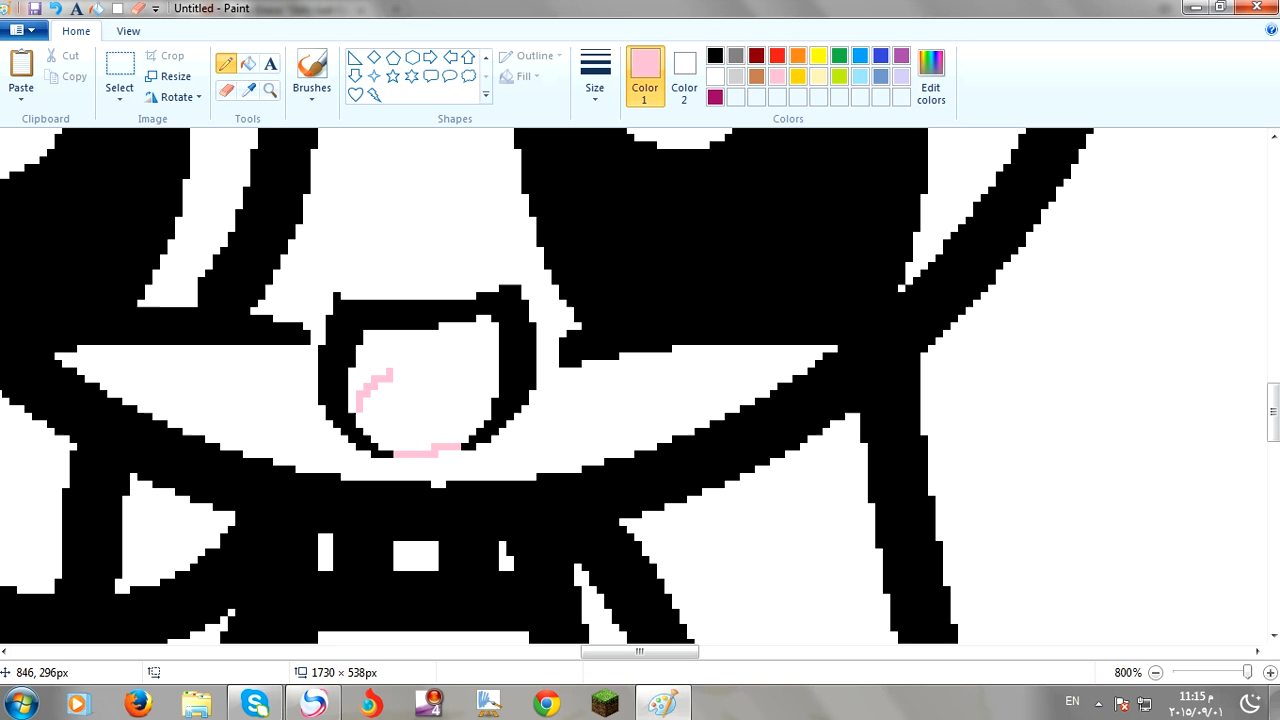 Untitled - Paint
Home View
Paste
Cut
Copy
Clipboard
Select
Crop
Resize
Rotate
Image
A
Tools
Brushes
Shapes
Outline
Fill
Size
Color 1
Color 2
Edit colors
Colors
846, 296px
1730 × 538px
800%
EN
11:15 م
٢٠١٥/٠٩/٠١